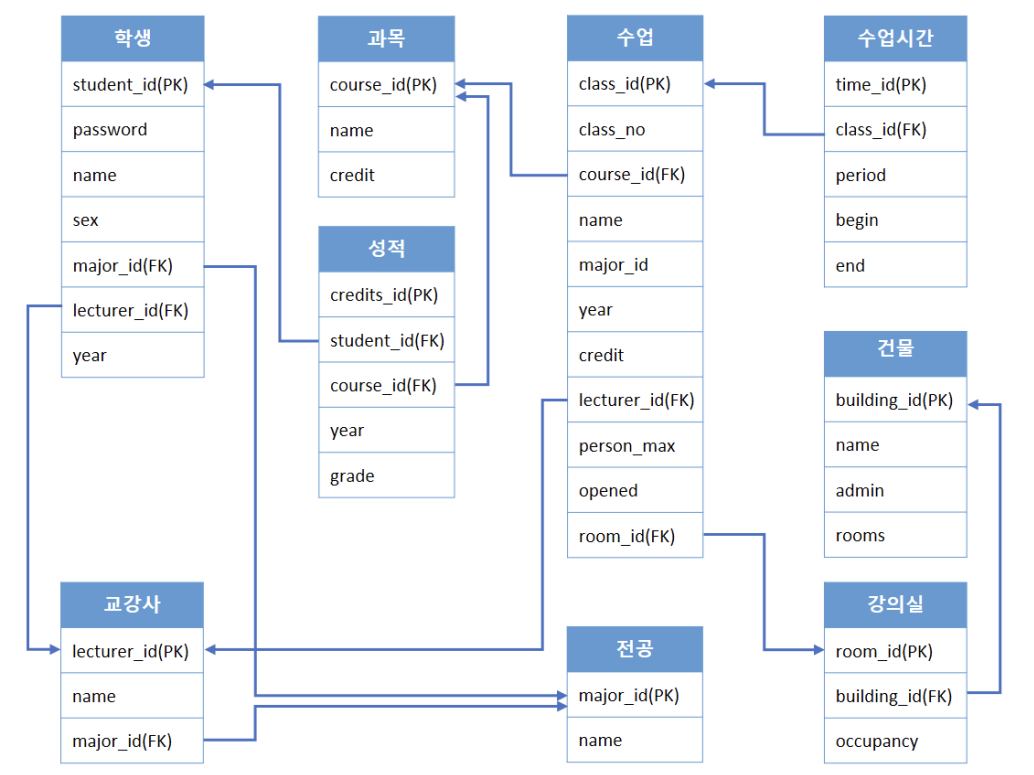 학생
student_id(PK)
password
name
sex
major_id(FK)
lecturer_id(FK)
year
과목
course_id(PK)
name
credit
성적
credits_id(PK)
student_id(FK)
course_id(FK)
year
grade
수업
class_id(PK)
class_no
course_id(FK)
name
major_id
year
credit
lecturer_id(FK)
person_max
opened
room_id(FK)
수업시간
time_id(PK)
class_id(FK)
period
begin
end
건물
building_id(PK)
name
admin
rooms
교강사
lecturer_id(PK)
name
major_id(FK)
전공
major_id(PK)
name
강의실
room_id(PK)
building_id(FK)
occupancy